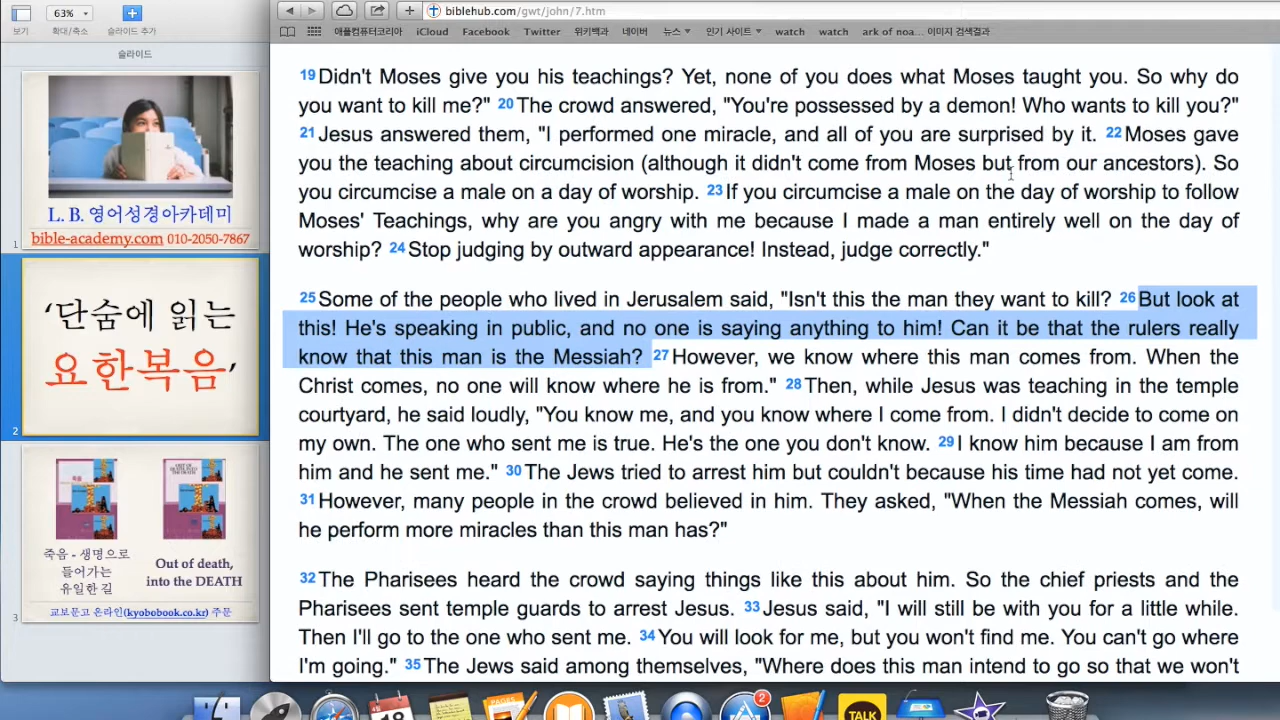 63%
보기
확대/축소
슬라이드 추가
슬라이드
L. B. 영어성경아카데미
bible-academy.com 010-2050-7867
1
‘단숨에 읽는
요한복음’
2
죽음 - 생명으로
들어가는
유일한 길
Out of death,
into the DEATH
교보문고 온라인(kyobobook.co.kr) 주문
3
biblehub.com/gwt/john/7.htm
애플컴퓨터코리아 iCloud Facebook Twitter 위키백과 네이버 뉴스 인기 사이트 watch watch ark of noa... 이미지 검색결과
19 Didn't Moses give you his teachings? Yet, none of you does what Moses taught you. So why do
you want to kill me?" 20 The crowd answered, "You're possessed by a demon! Who wants to kill you?"
21 Jesus answered them, "I performed one miracle, and all of you are surprised by it. 22 Moses gave
you the teaching about circumcision (although it didn't come from Moses but from our ancestors). So
you circumcise a male on a day of worship. 23 If you circumcise a male on the day of worship to follow
Moses' Teachings, why are you angry with me because I made a man entirely well on the day of
worship? 24 Stop judging by outward appearance! Instead, judge correctly."
25 Some of the people who lived in Jerusalem said, "Isn't this the man they want to kill? 26 But look at
this! He's speaking in public, and no one is saying anything to him! Can it be that the rulers really
know that this man is the Messiah? 27 However, we know where this man comes from. When the
Christ comes, no one will know where he is from." 28 Then, while Jesus was teaching in the temple
courtyard, he said loudly, "You know me, and you know where I come from. I didn't decide to come on
my own. The one who sent me is true. He's the one you don't know. 29 I know him because I am from
him and he sent me." 30 The Jews tried to arrest him but couldn't because his time had not yet come.
31 However, many people in the crowd believed in him. They asked, "When the Messiah comes, will
he perform more miracles than this man has?"
32 The Pharisees heard the crowd saying things like this about him. So the chief priests and the
Pharisees sent temple guards to arrest Jesus. 33 Jesus said, "I will still be with you for a little while.
Then I'll go to the one who sent me. 34 You will look for me, but you won't find me. You can't go where
I'm going." 35 The Jews said among themselves, "Where does this man intend to go so that we won't
2
TALK